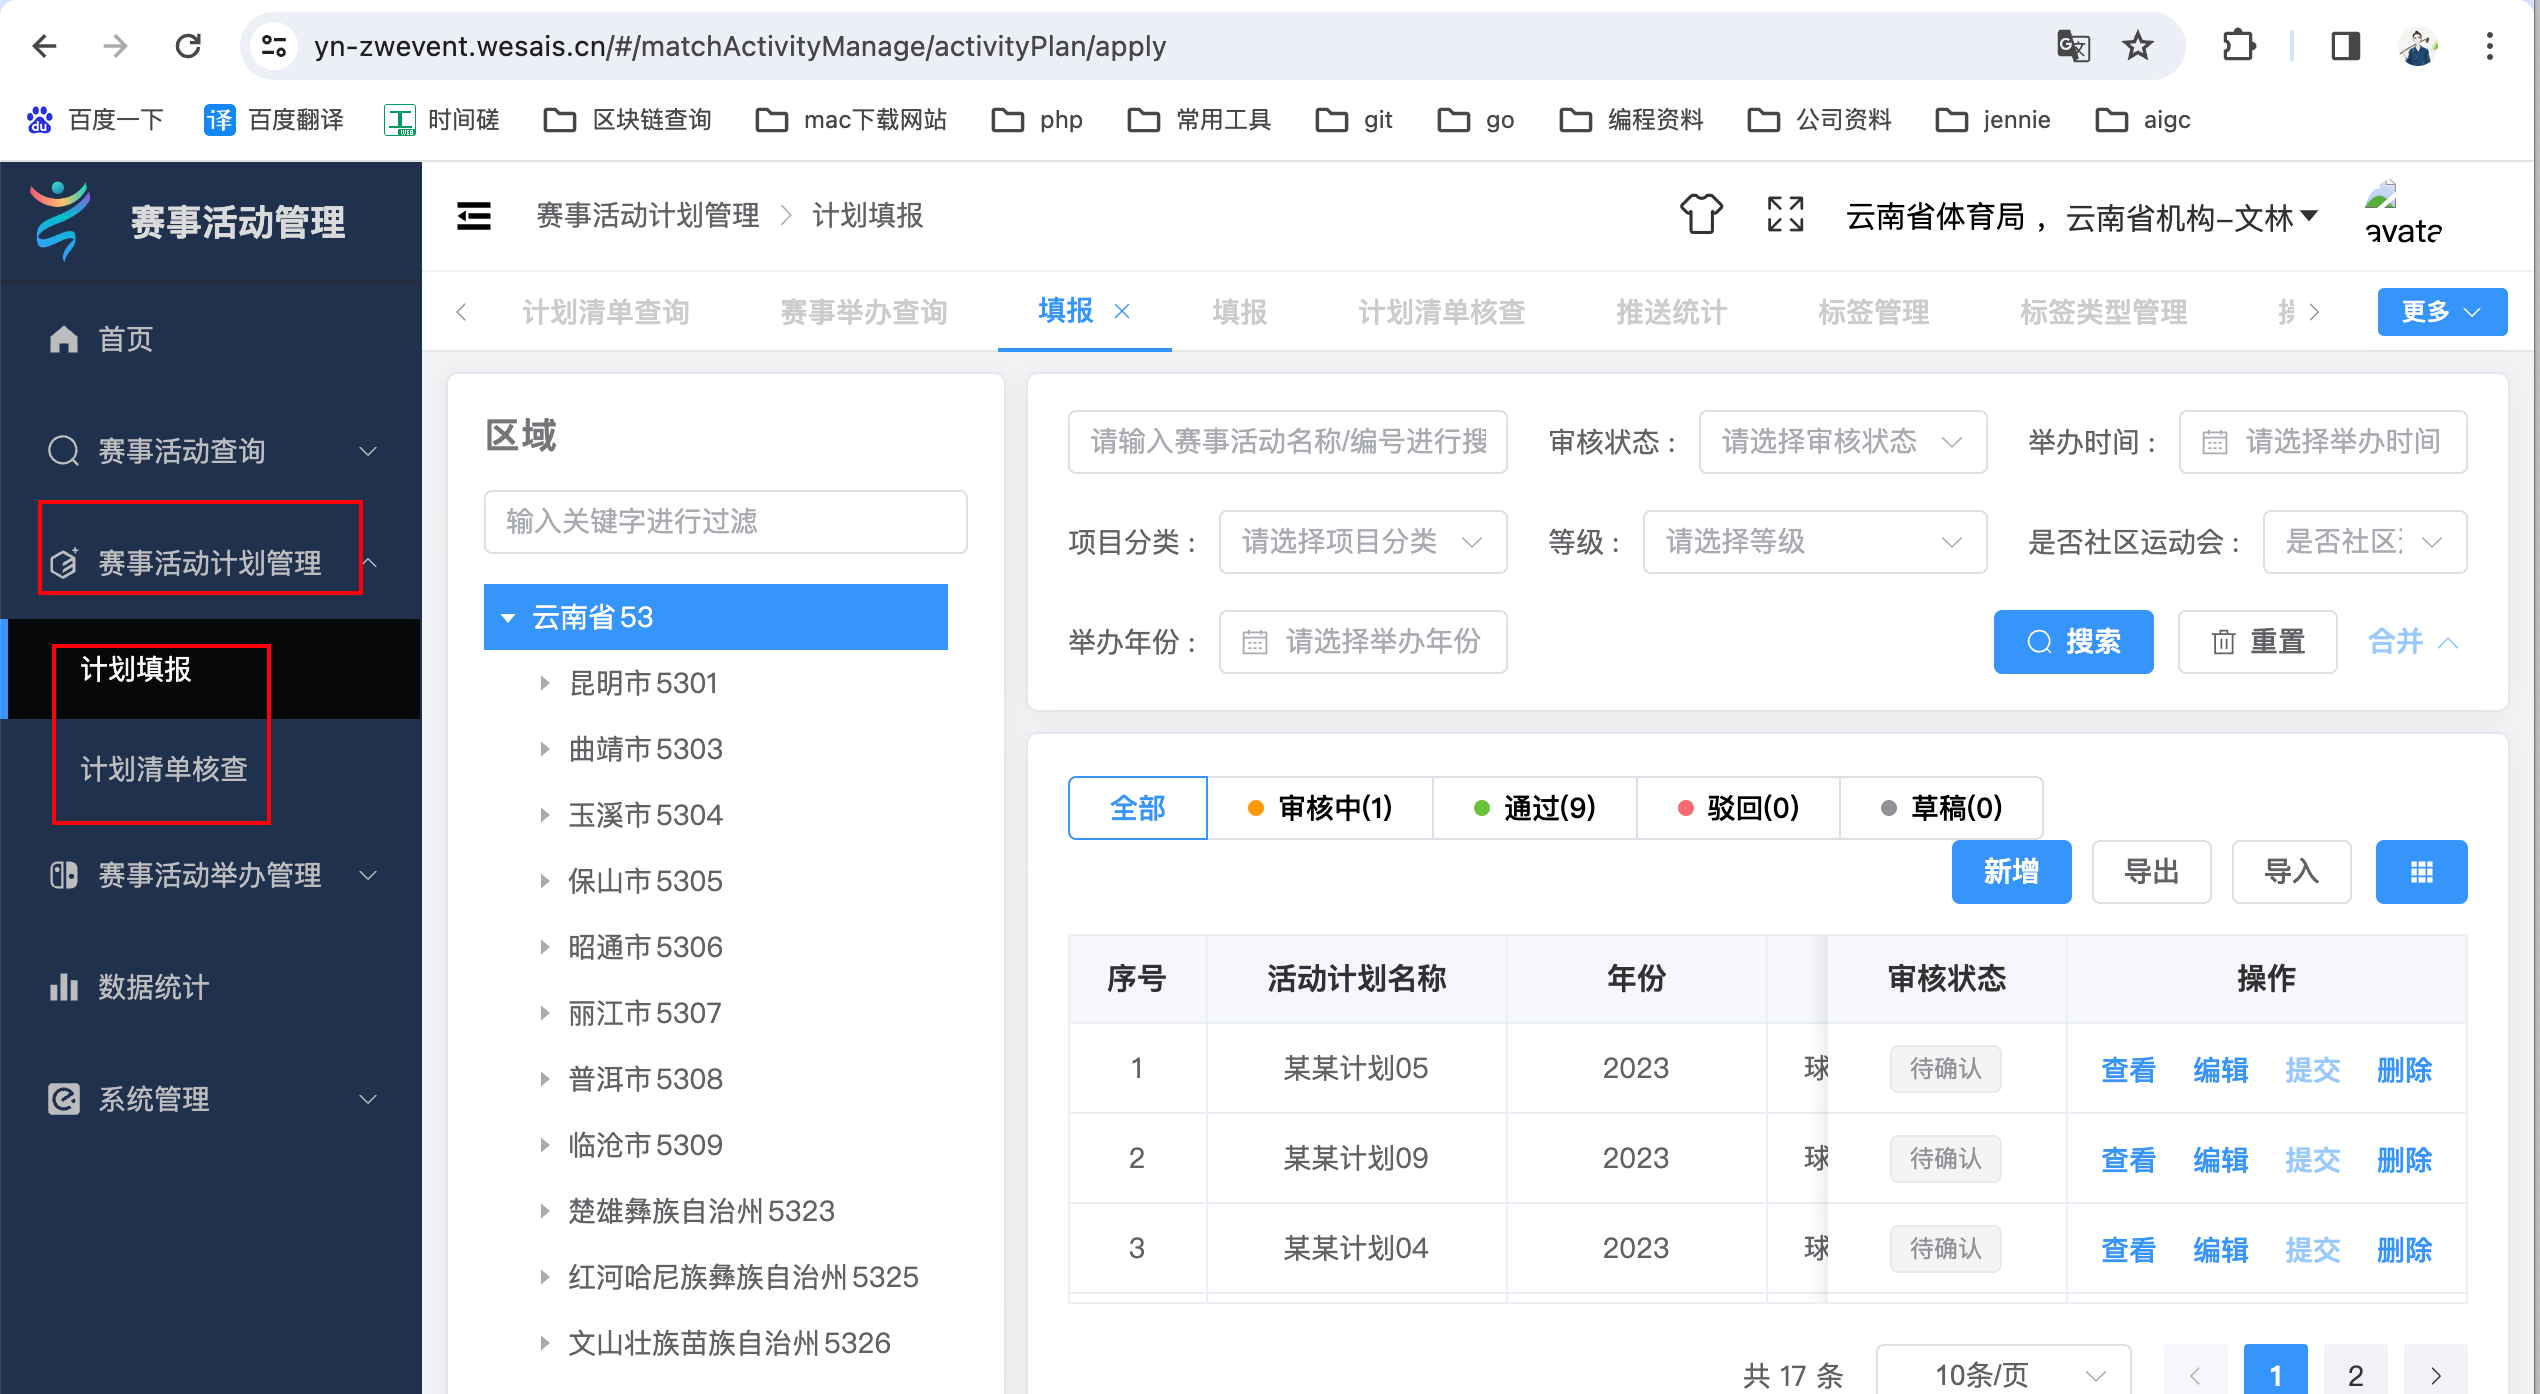 yn-zwevent.wesais.cn/#/matchActivityManage/activityPlan/apply
百度一下 百度翻译 时间磋 区块链查询 mac下载网站 php 常用工具 git go 编程资料 公司资料 jennie aigc
赛事活动管理
赛事活动计划管理 > 计划填报
云南省体育局 ， 云南省机构-文林
avata
计划清单查询 赛事举办查询 填报 填报 计划清单核查 推送统计 标签管理 标签类型管理 更多
首页
赛事活动查询
赛事活动计划管理
计划填报
计划清单核查
赛事活动举办管理
数据统计
系统管理
区域
输入关键字进行过滤
云南省 53
昆明市 5301
曲靖市 5303
玉溪市 5304
保山市 5305
昭通市 5306
丽江市 5307
普洱市 5308
临沧市 5309
楚雄彝族自治州 5323
红河哈尼族彝族自治州 5325
文山壮族苗族自治州 5326
请输入赛事活动名称/编号进行搜 审核状态： 请选择审核状态 举办时间： 请选择举办时间
项目分类： 请选择项目分类 等级： 请选择等级 是否社区运动会： 是否社区
举办年份： 请选择举办年份 搜索 重置 合并
全部 审核中(1) 通过(9) 驳回(0) 草稿(0)
新增 导出 导入
序号 活动计划名称 年份 审核状态 操作
1 某某计划05 2023 球 待确认 查看 编辑 提交 删除
2 某某计划09 2023 球 待确认 查看 编辑 提交 删除
3 某某计划04 2023 球 待确认 查看 编辑 提交 删除
共 17 条 10条/页 1 2